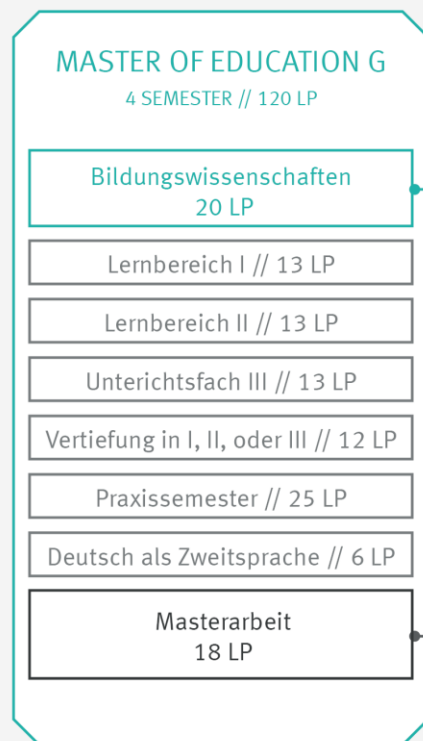 MASTER OF EDUCATION G
4 SEMESTER // 120 LP
Bildungswissenschaften
20 LP
Lernbereich I // 13 LP
Lernbereich II // 13 LP
Unterichtsfach III // 13 LP
Vertiefung in I, II, oder III // 12 LP
Praxissemester // 25 LP
Deutsch als Zweitsprache // 6 LP
Masterarbeit
18 LP